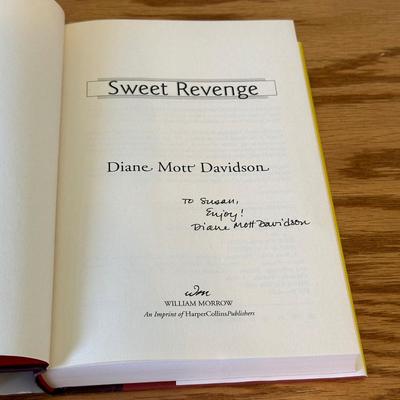 Sweet Revenge
Diane Mott Davidson
To Susan,
Enjoy!
Diane Mott Davidson
wm
WILLIAM MORROW
An Imprint of HarperCollinsPublishers